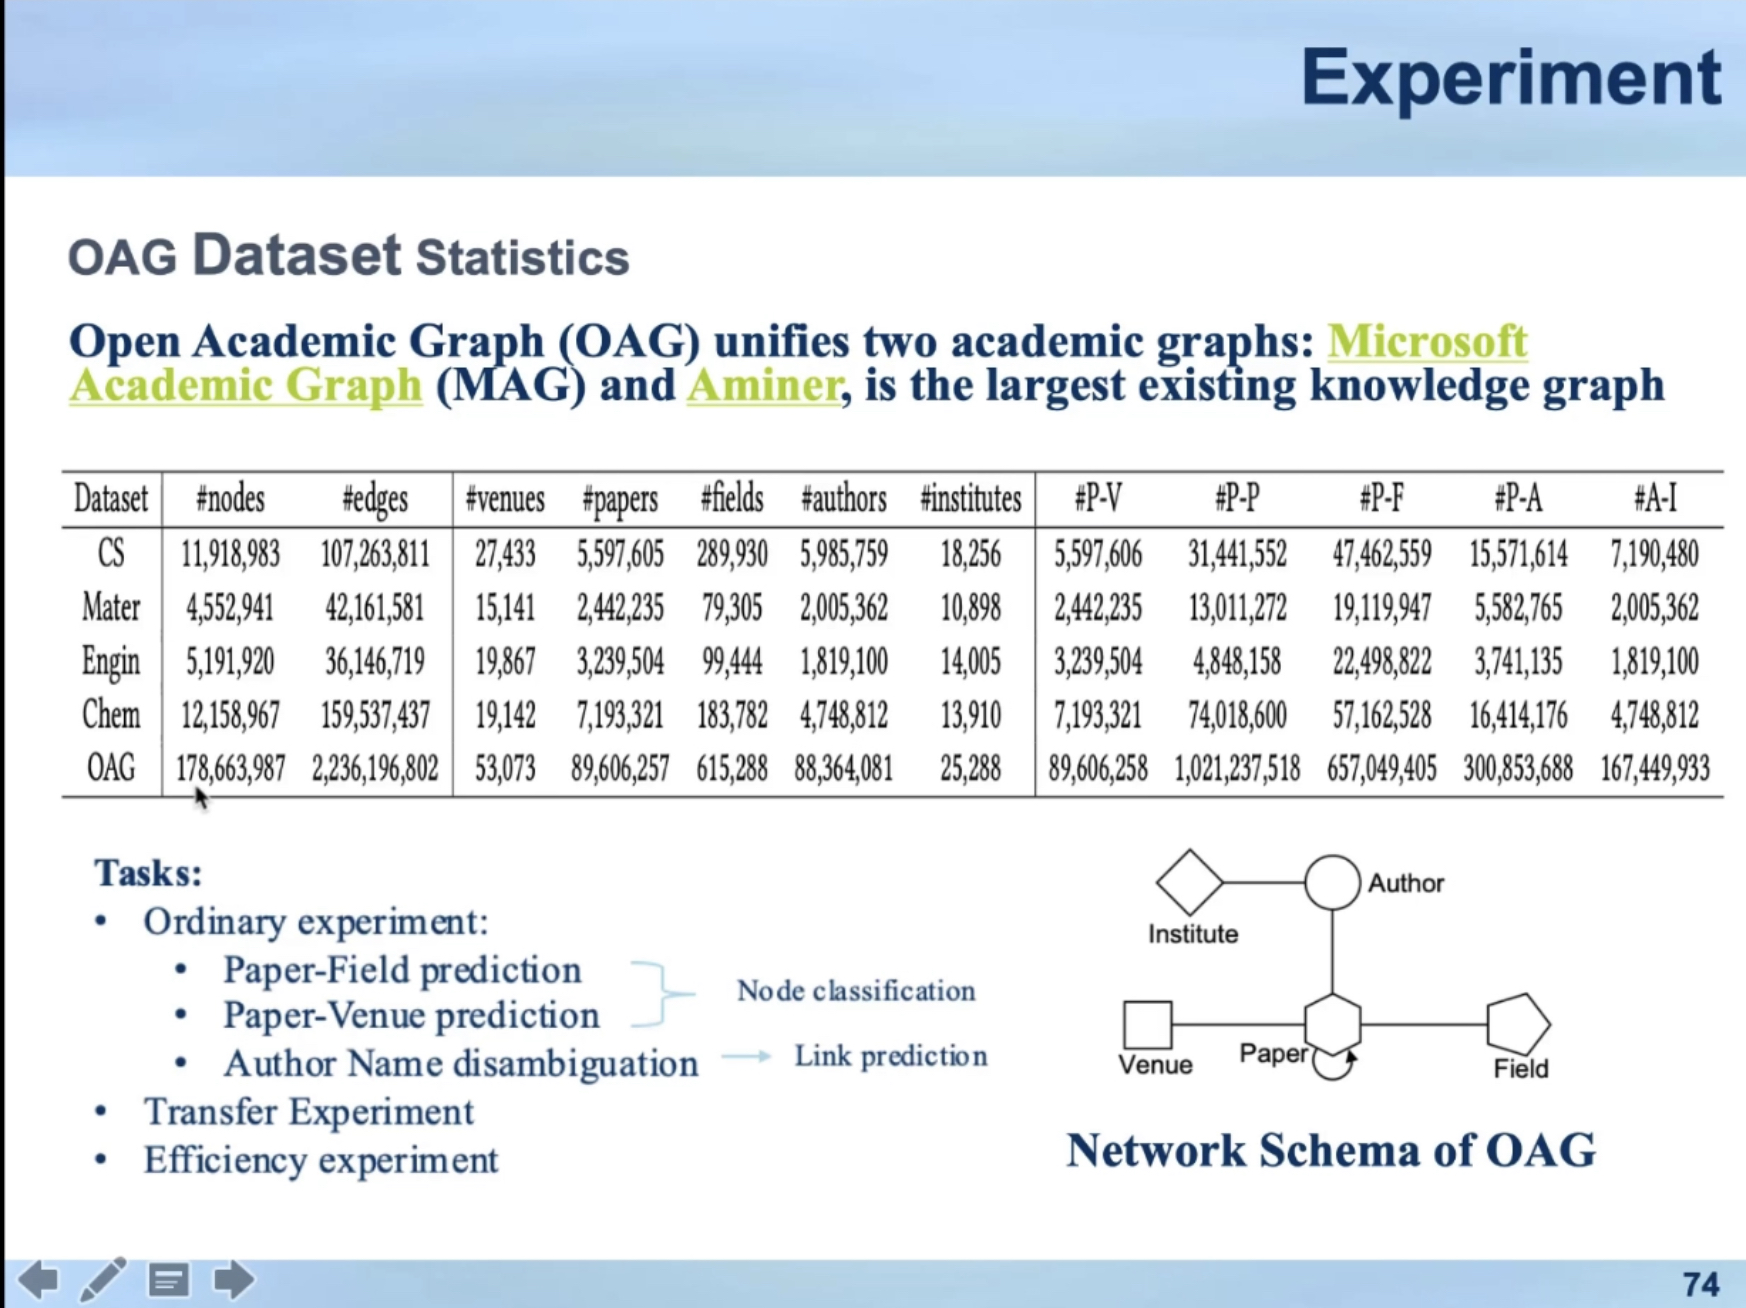 Experiment
OAG Dataset Statistics
Open Academic Graph (OAG) unifies two academic graphs: Microsoft
Academic Graph (MAG) and Aminer, is the largest existing knowledge graph
Dataset #nodes #edges #venues #papers #fields #authors #institutes #P-V #P-P #P-F #P-A #A-I
CS 11,918,983 107,263,811 27,433 5,597,605 289,930 5,985,759 18,256 5,597,606 31,441,552 47,462,559 15,571,614 7,190,480
Mater 4,552,941 42,161,581 15,141 2,442,235 79,305 2,005,362 10,898 2,442,235 13,011,272 19,119,947 5,582,765 2,005,362
Engin 5,191,920 36,146,719 19,867 3,239,504 99,444 1,819,100 14,005 3,239,504 4,848,158 22,498,822 3,741,135 1,819,100
Chem 12,158,967 159,537,437 19,142 7,193,321 183,782 4,748,812 13,910 7,193,321 74,018,600 57,162,528 16,414,176 4,748,812
OAG 178,663,987 2,236,196,802 53,073 89,606,257 615,288 88,364,081 25,288 89,606,258 1,021,237,518 657,049,405 300,853,688 167,449,933
Tasks:
• Ordinary experiment:
• Paper-Field prediction
• Paper-Venue prediction
Node classification
• Author Name disambiguation
Link prediction
• Transfer Experiment
• Efficiency experiment
Author
Institute
Venue
Paper
Field
Network Schema of OAG
74